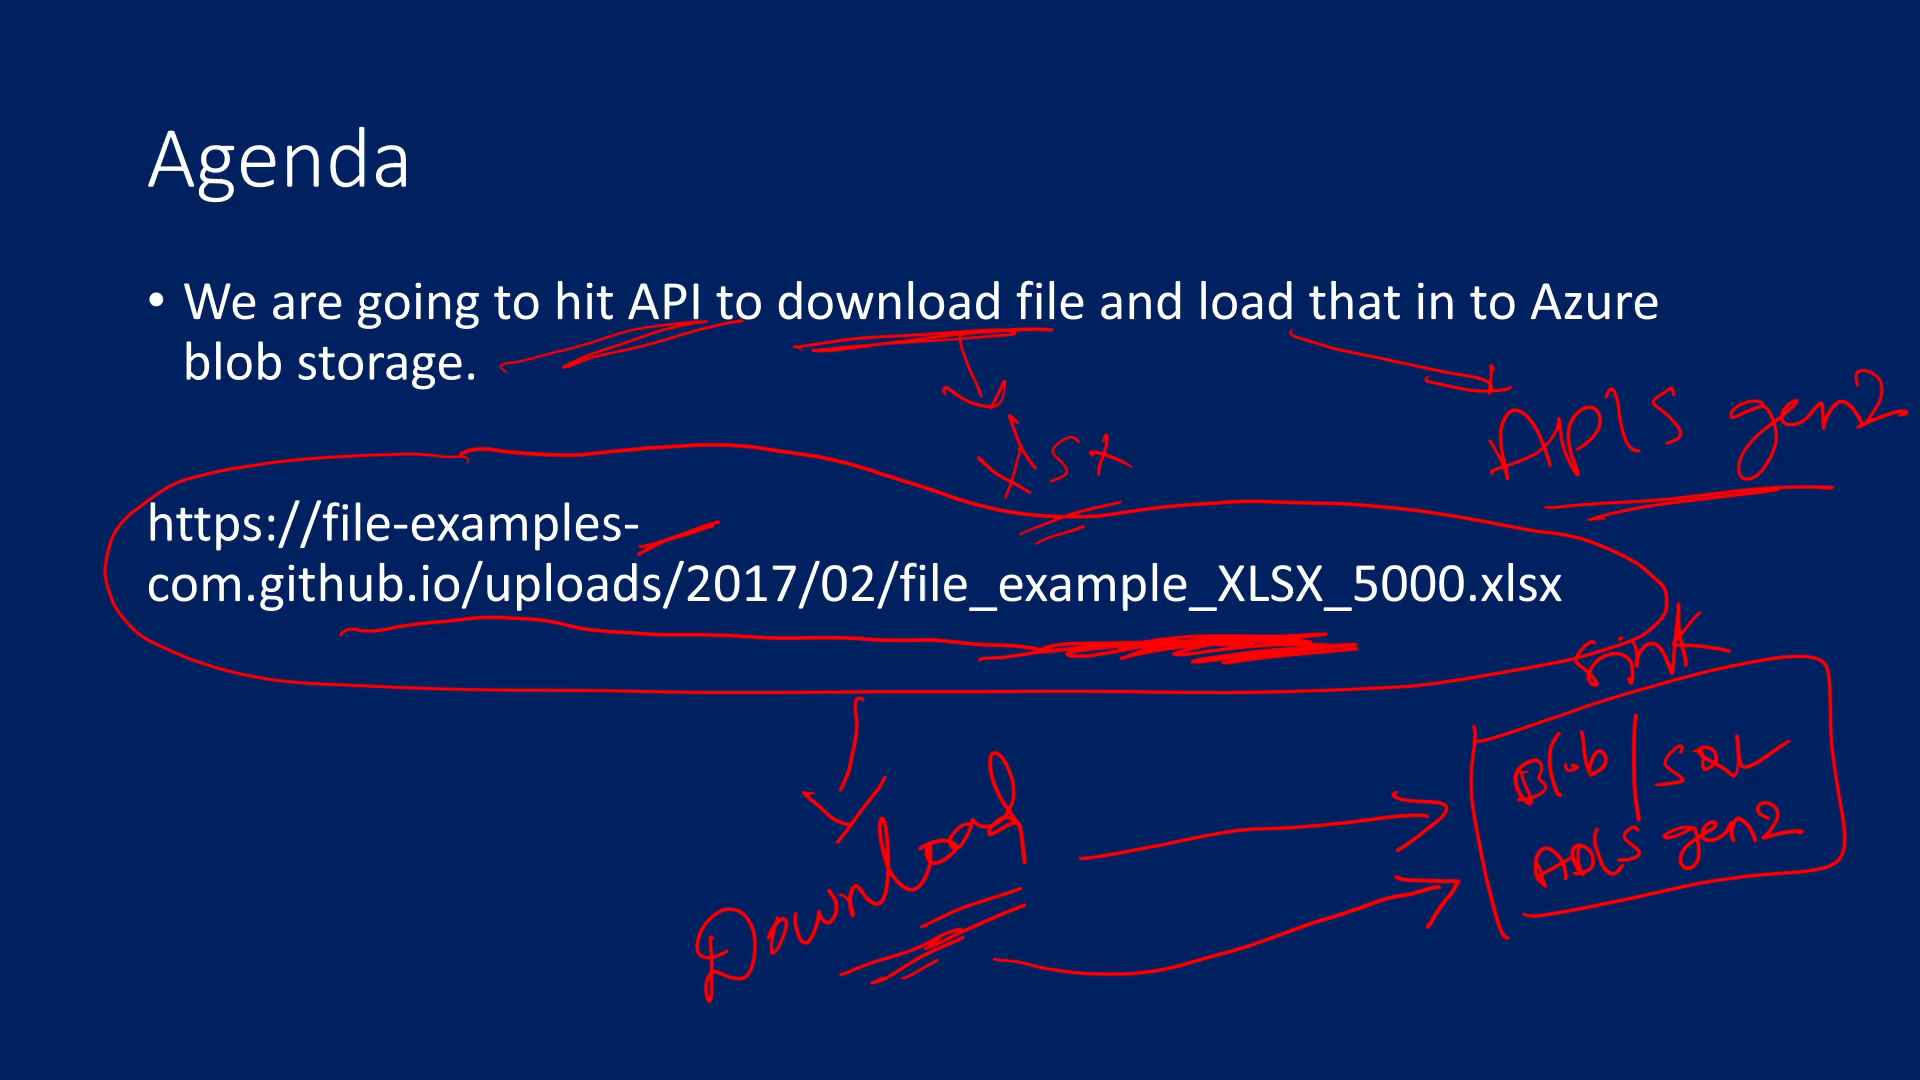 Agenda
• We are going to hit API to download file and load that in to Azure
blob storage.
ADLS gen2
xlsx
https://file-examples-
com.github.io/uploads/2017/02/file_example_XLSX_5000.xlsx
sink
Blob | SQL
ADLS gen2
Download